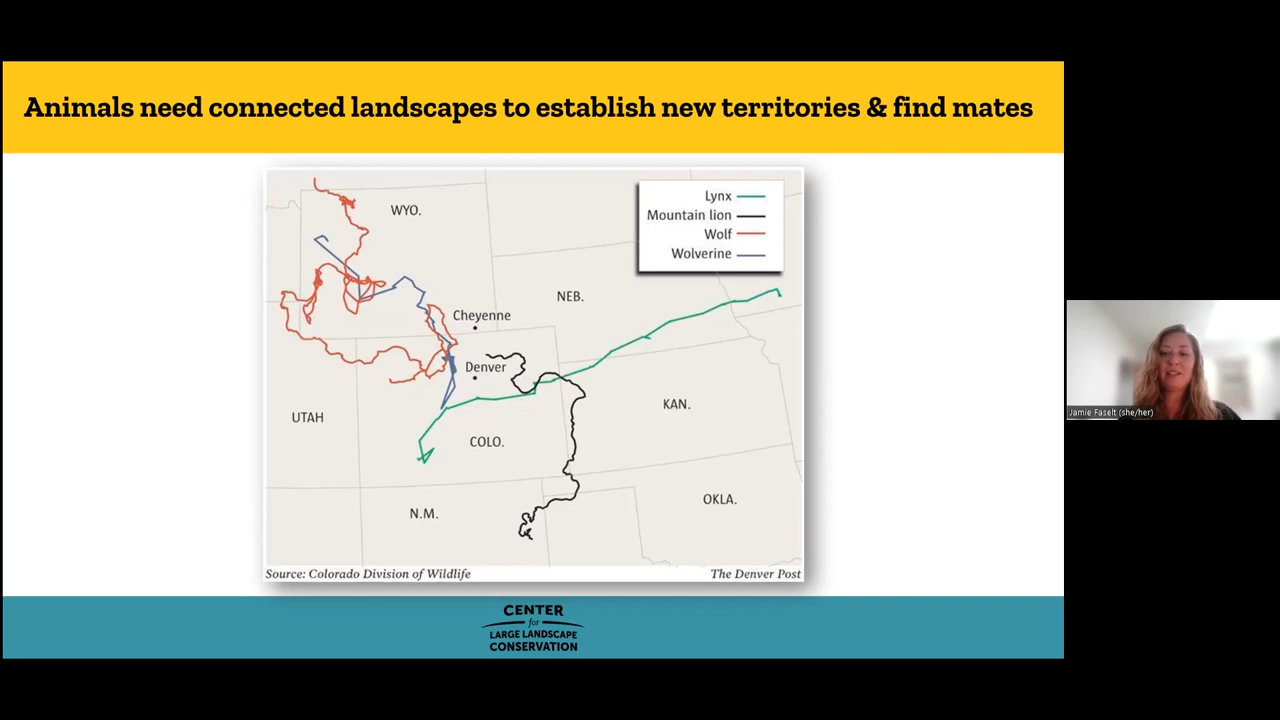 Animals need connected landscapes to establish new territories & find mates
Lynx
Mountain lion
Wolf
Wolverine
WYO.
NEB.
Cheyenne
Denver
UTAH
KAN.
COLO.
OKLA.
N.M.
Source: Colorado Division of Wildlife
The Denver Post
CENTER
for
LARGE LANDSCAPE
CONSERVATION
Jamie Faselt (she/her)